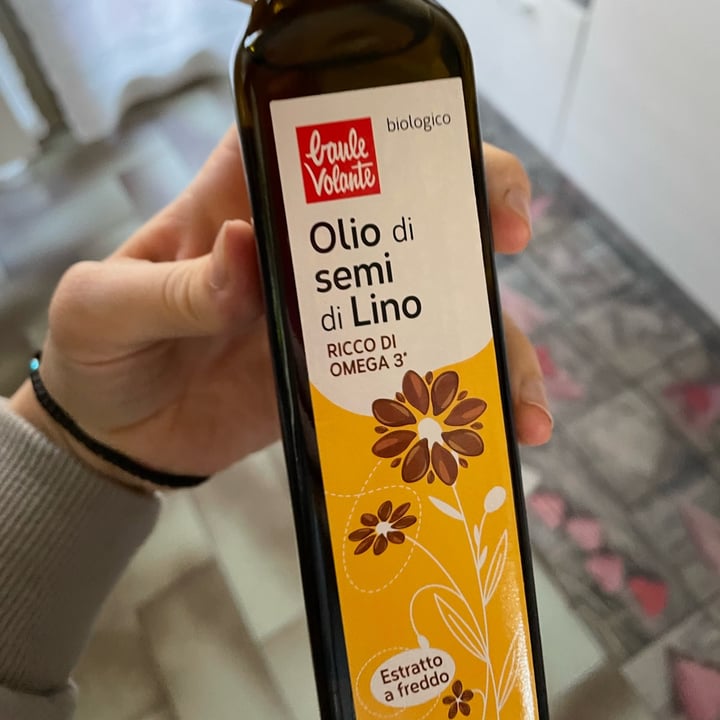 biologico
baule
Volante
Olio di
semi
di Lino
RICCO DI
OMEGA 3*
Estratto
a freddo